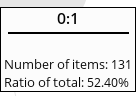 0:1
Number of items: 131
Ratio of total: 52.40%